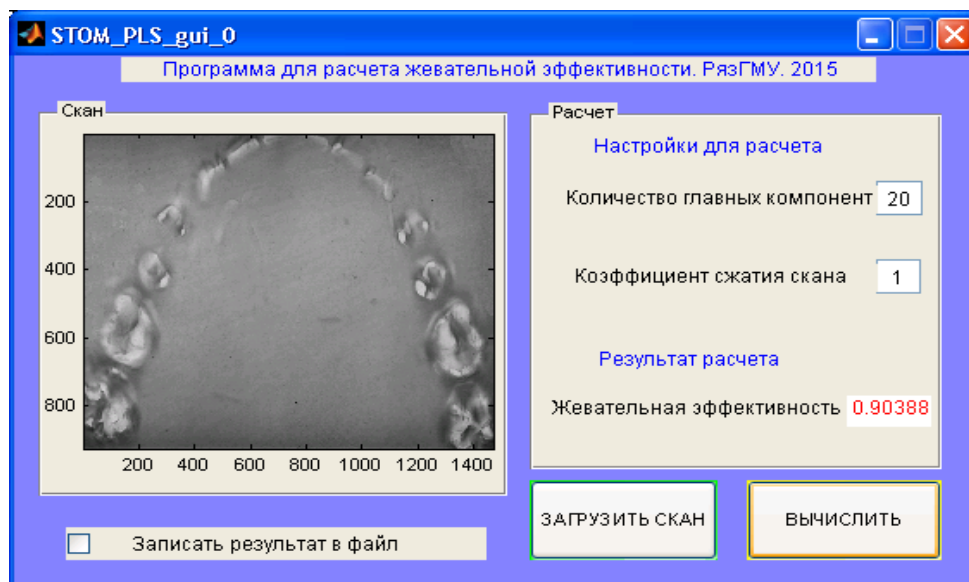 STOM_PLS_gui_0
Программа для расчета жевательной эффективности. РязГМУ. 2015
Скан
200
400
600
800
200 400 600 800 1000 1200 1400
Расчет
Настройки для расчета
Количество главных компонент 20
Коэффициент сжатия скана 1
Результат расчета
Жевательная эффективность 0.90388
ЗАГРУЗИТЬ СКАН
ВЫЧИСЛИТЬ
Записать результат в файл